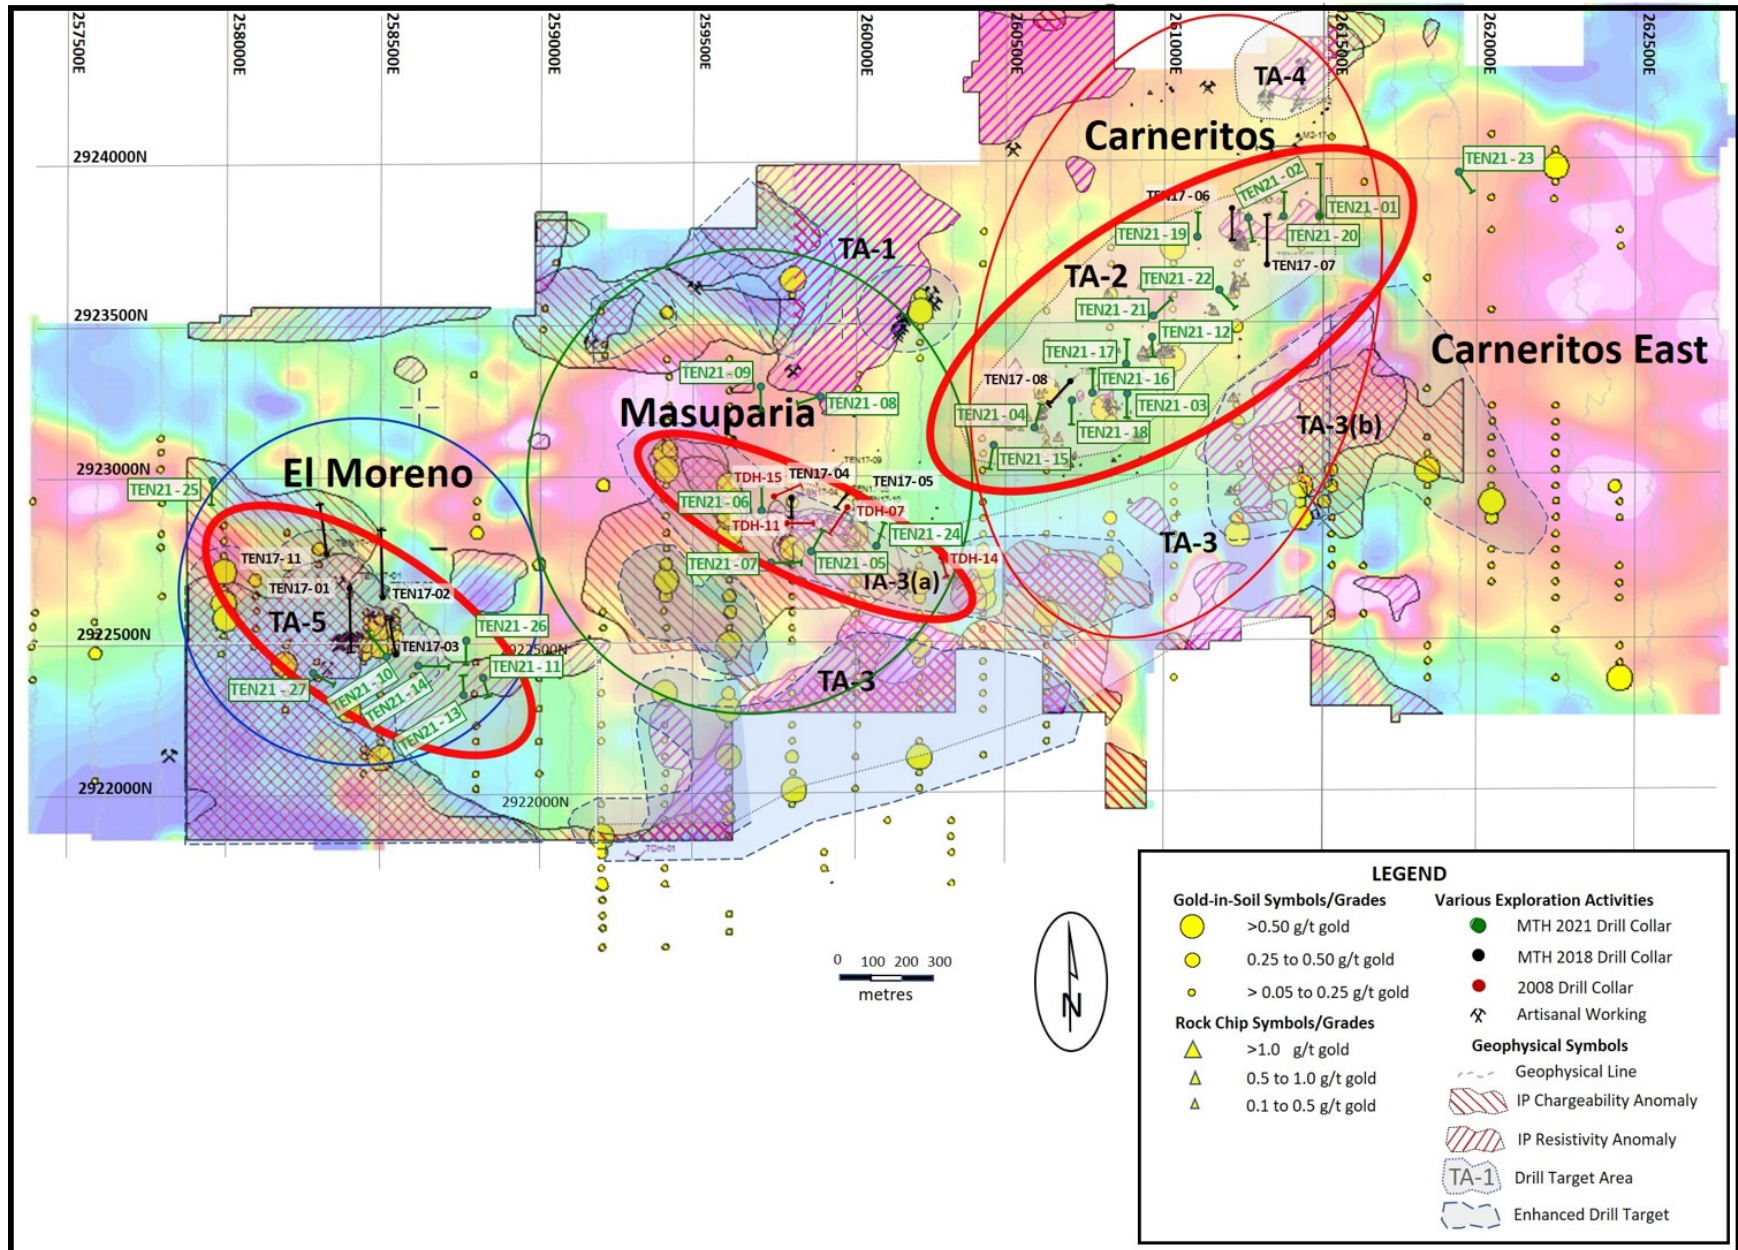 257500E
258000E
258500E
259000E
259500E
260000E
260500E
261000E
261500E
262000E
262500E
TA-4
Carneritos
M2-17
2924000N
TEN21 - 23
TEN21 - 02
TEN17 - 06
TEN21 - 01
TEN21 - 19
TEN21 - 20
TA-1
TEN17 - 07
TA-2
TEN21 - 22
TEN21 - 21
2923500N
TEN21 - 12
TEN21 - 17
Carneritos East
TEN21 - 09
TEN17 - 08
TEN21 - 16
TEN21 - 08
TEN21 - 03
Masuparia
TEN21 - 04
TEN21 - 18
TA-3(b)
TEN21 - 15
2923000N
El Moreno
TEN17-09
TDH-15
TEN17-04
TEN17 - 05
TEN21 - 25
TEN21 - 06
TDH-07
TDH-11
TEN21 - 24
TA-3
TEN17 - 11
TEN21 - 07
TEN21 - 05
TDH-14
TA-3(a)
TEN17 - 01
TEN17-02
TA-5
TEN21 - 26
2922500N
TEN17-03
2922500N
TEN21 - 11
TEN21 - 27
TEN21 - 10
TEN21 - 14
TEN21 - 13
TA-3
2922000N
2922000N
TDH-01
LEGEND
Gold-in-Soil Symbols/Grades
>0.50 g/t gold
0.25 to 0.50 g/t gold
> 0.05 to 0.25 g/t gold
Rock Chip Symbols/Grades
>1.0 g/t gold
0.5 to 1.0 g/t gold
0.1 to 0.5 g/t gold
Various Exploration Activities
MTH 2021 Drill Collar
MTH 2018 Drill Collar
2008 Drill Collar
Artisanal Working
Geophysical Symbols
Geophysical Line
IP Chargeability Anomaly
IP Resistivity Anomaly
TA-1 Drill Target Area
Enhanced Drill Target
0 100 200 300
metres
N